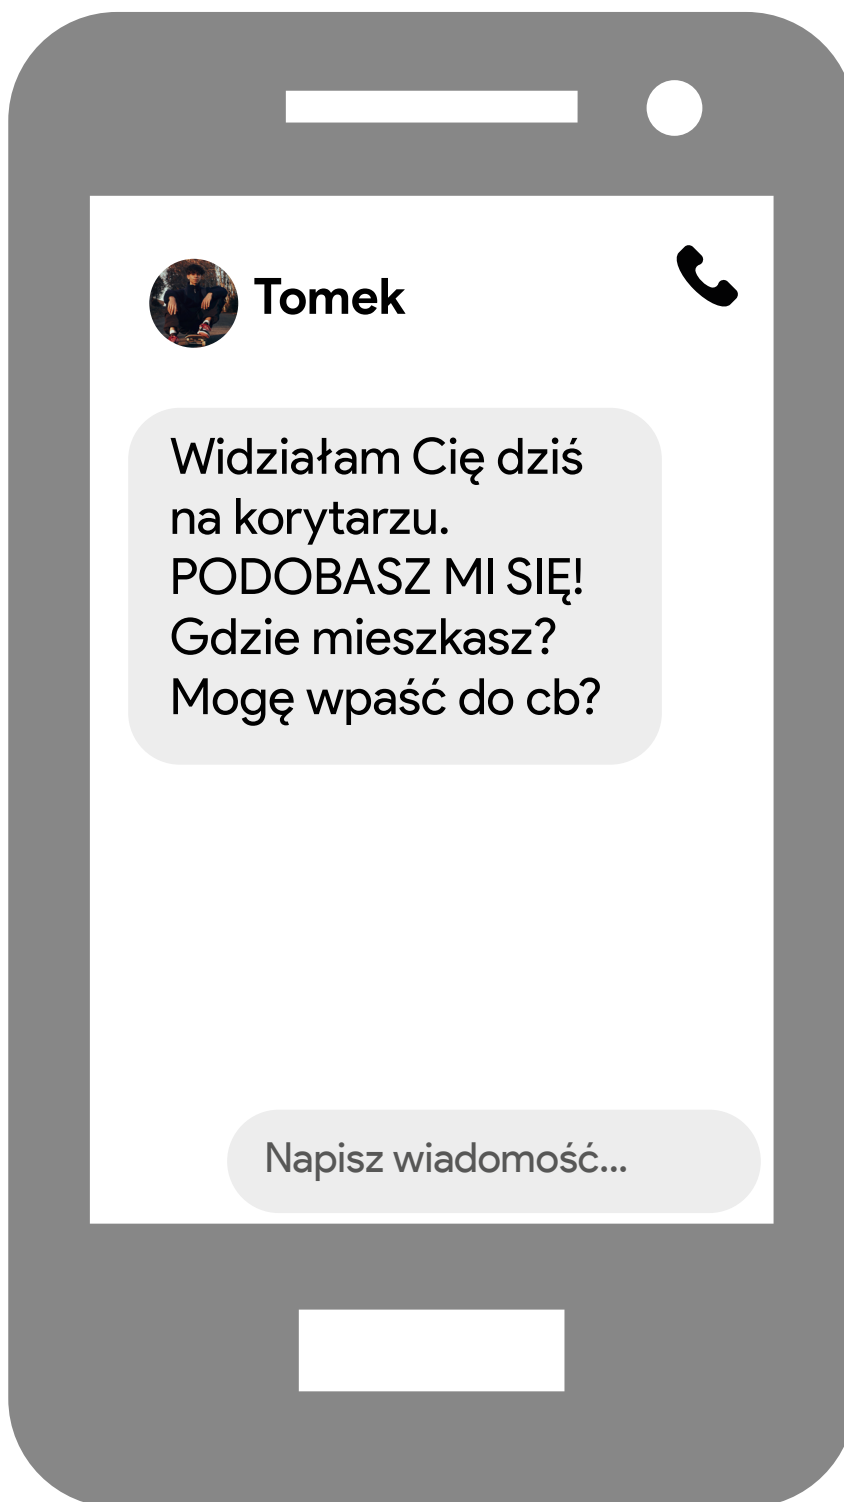 Tomek
Widziałam Cię dziś
na korytarzu.
PODOBASZ MI SIĘ!
Gdzie mieszkasz?
Mogę wpaść do cb?
Napisz wiadomość...